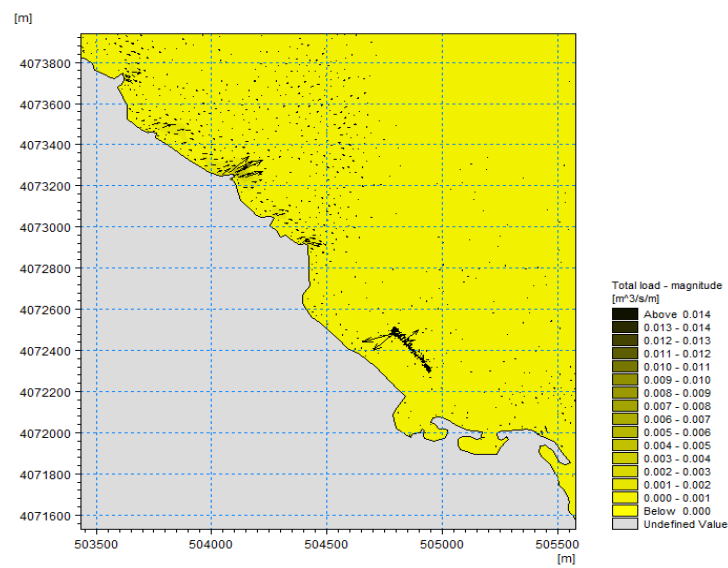 [m]
4073800
4073600
4073400
4073200
4073000
4072800
4072600
4072400
4072200
4072000
4071800
4071600
503500 504000 504500 505000 505500
[m]
Total load - magnitude
[m^3/s/m]
Above 0.014
0.013 - 0.014
0.012 - 0.013
0.011 - 0.012
0.010 - 0.011
0.009 - 0.010
0.008 - 0.009
0.007 - 0.008
0.006 - 0.007
0.005 - 0.006
0.004 - 0.005
0.003 - 0.004
0.002 - 0.003
0.001 - 0.002
0.000 - 0.001
Below 0.000
Undefined Value